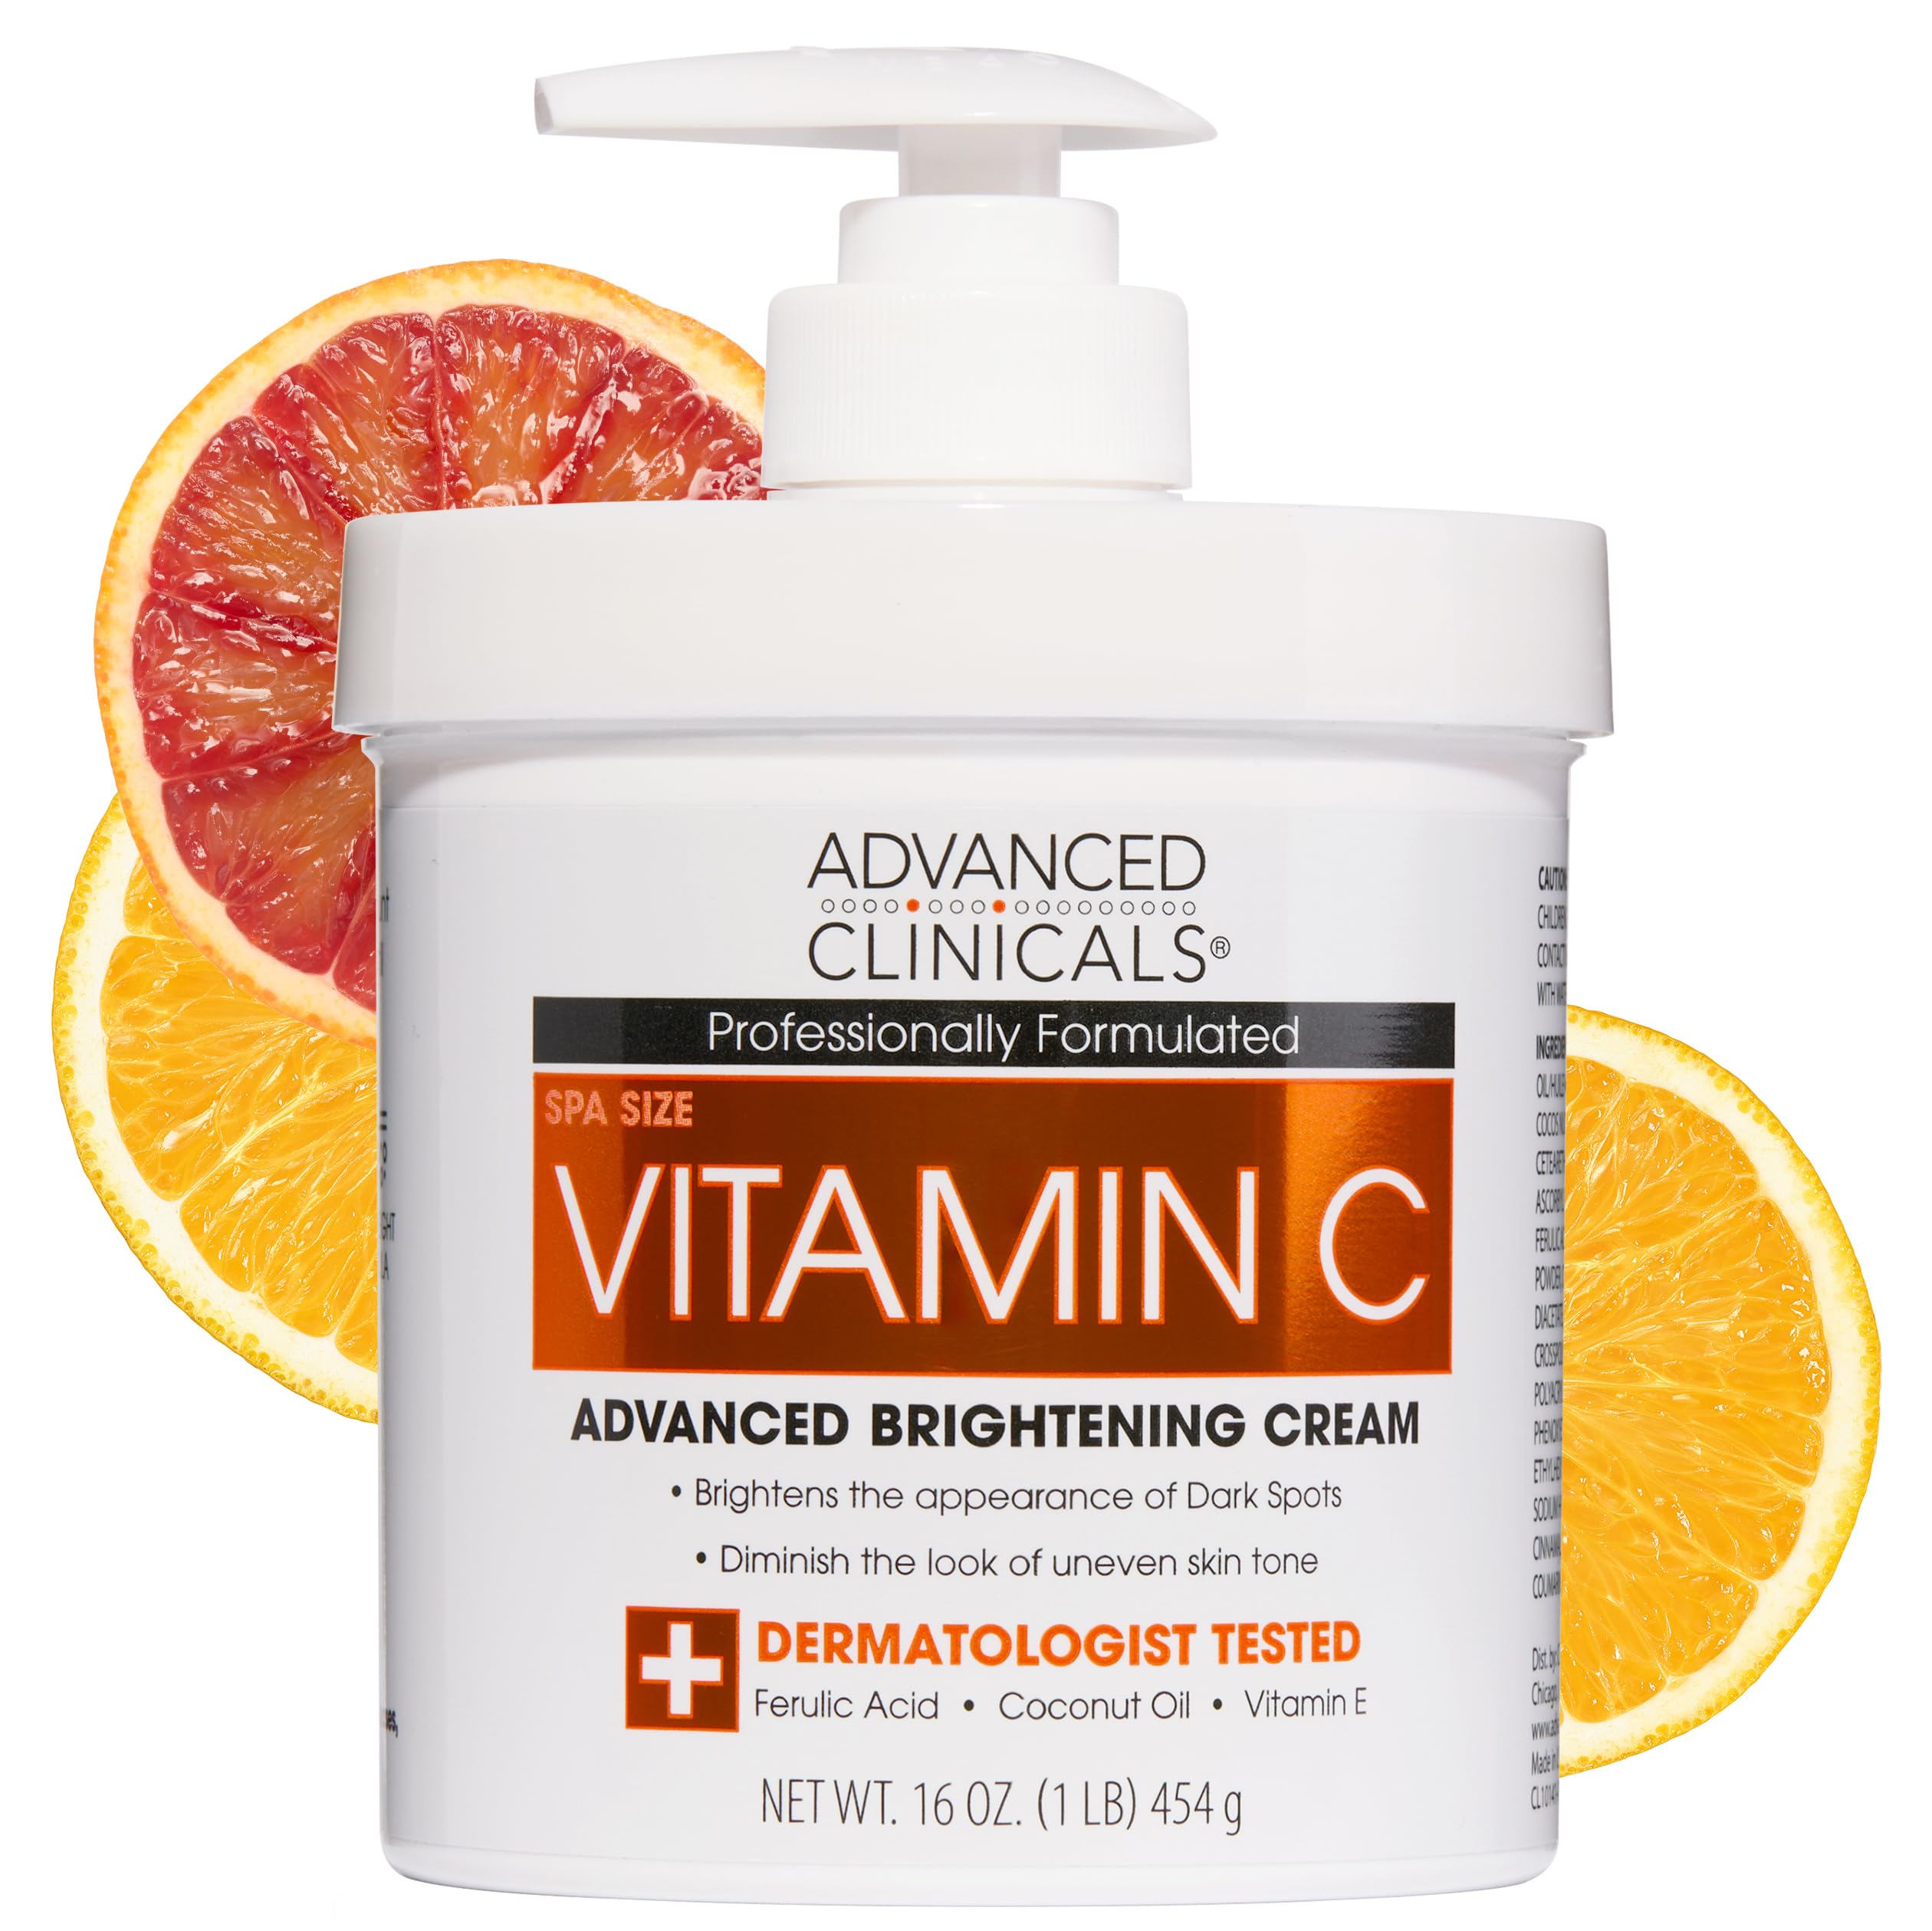 ADVANCED
CLINICALS®
Professionally Formulated
SPA SIZE
VITAMIN C
ADVANCED BRIGHTENING CREAM
• Brightens the appearance of Dark Spots
• Diminish the look of uneven skin tone
DERMATOLOGIST TESTED
Ferulic Acid • Coconut Oil • Vitamin E
NET WT. 16 OZ. (1 LB) 454 g